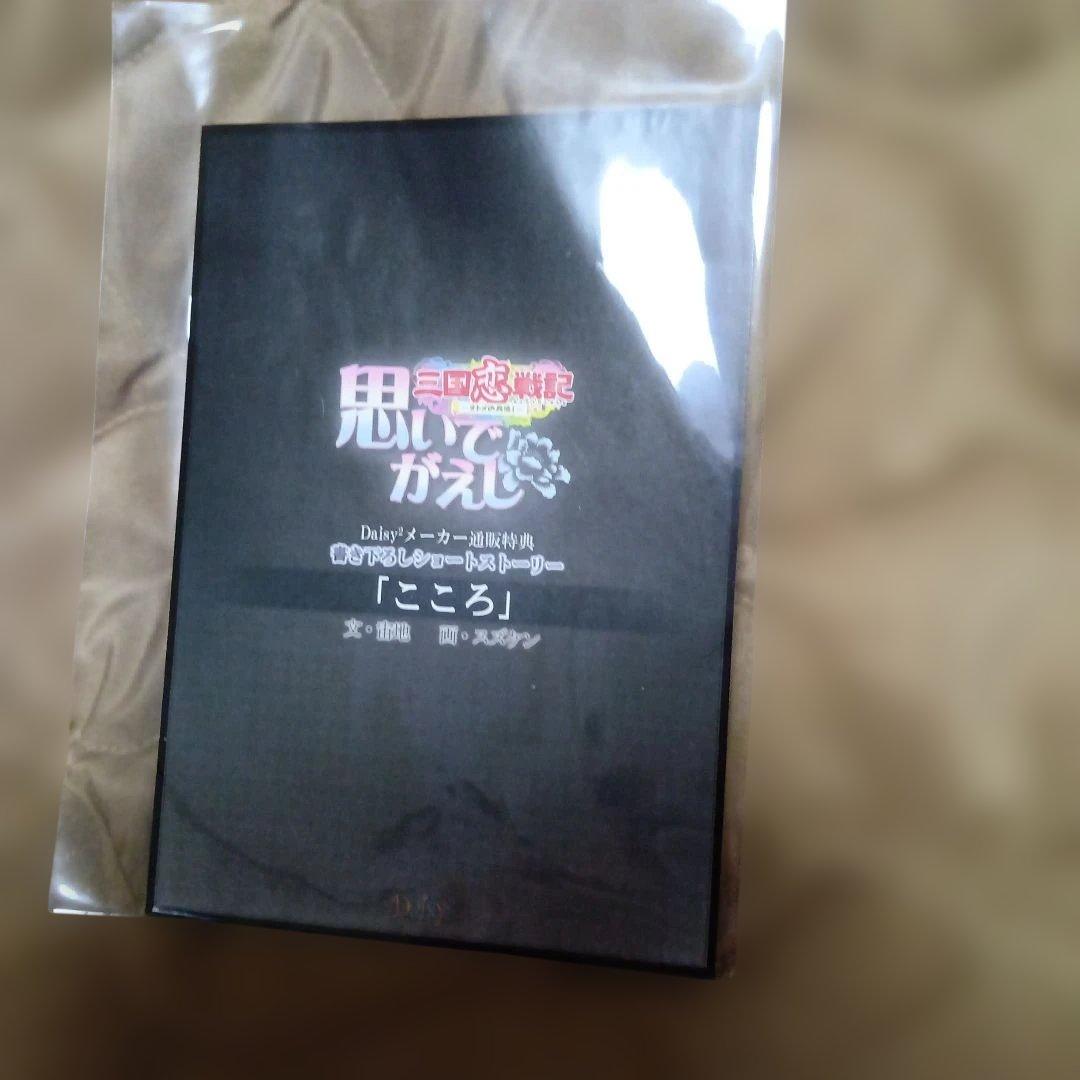 三国恋戦記
思いで
がえし
Daisy²メーカー通販特典
書き下ろしショートストーリー
「こころ」
文・宙地 画・スズケン
Daisy